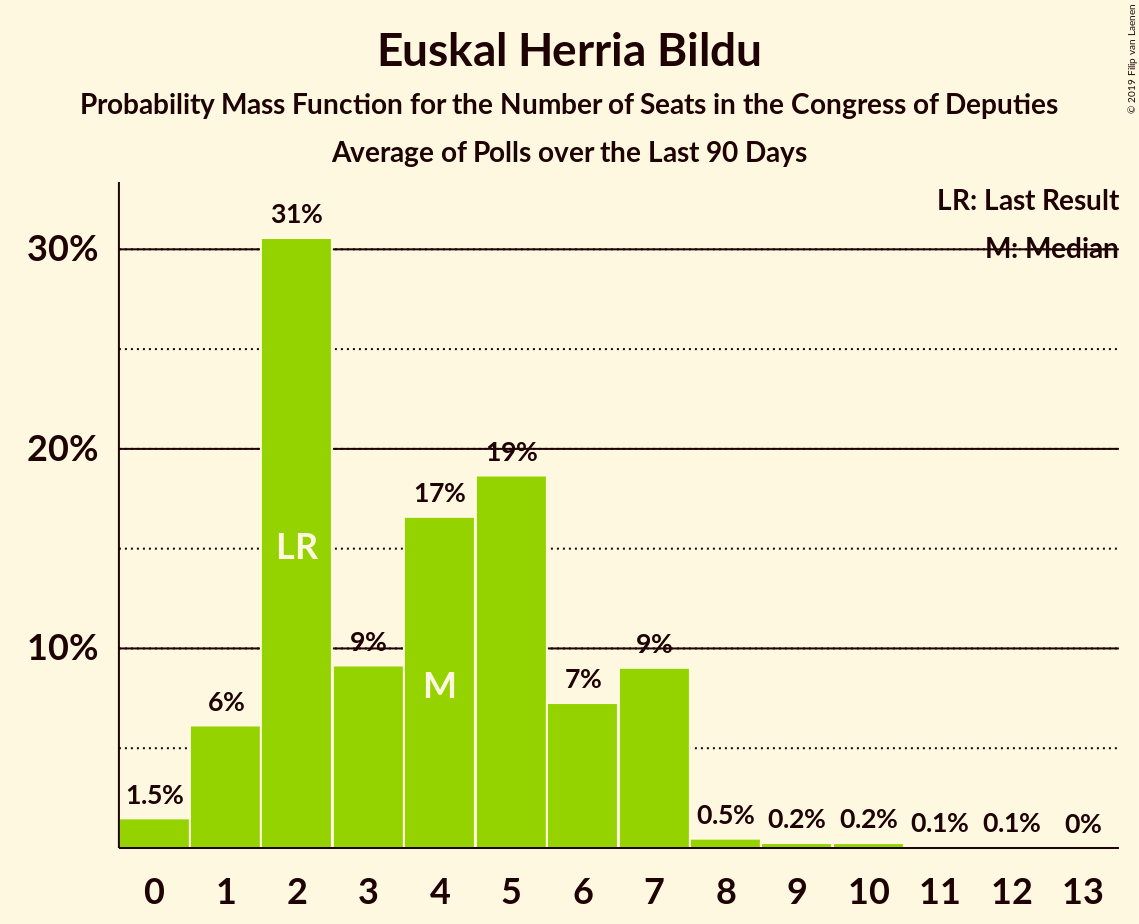 Euskal Herria Bildu
Probability Mass Function for the Number of Seats in the Congress of Deputies
Average of Polls over the Last 90 Days
© 2019 Filip van Laenen
LR: Last Result
M: Median
30%
20%
10%
1.5%
6%
31%
9%
17%
19%
7%
9%
0.5%
0.2%
0.2%
0.1%
0.1%
0%
LR
M
0 1 2 3 4 5 6 7 8 9 10 11 12 13